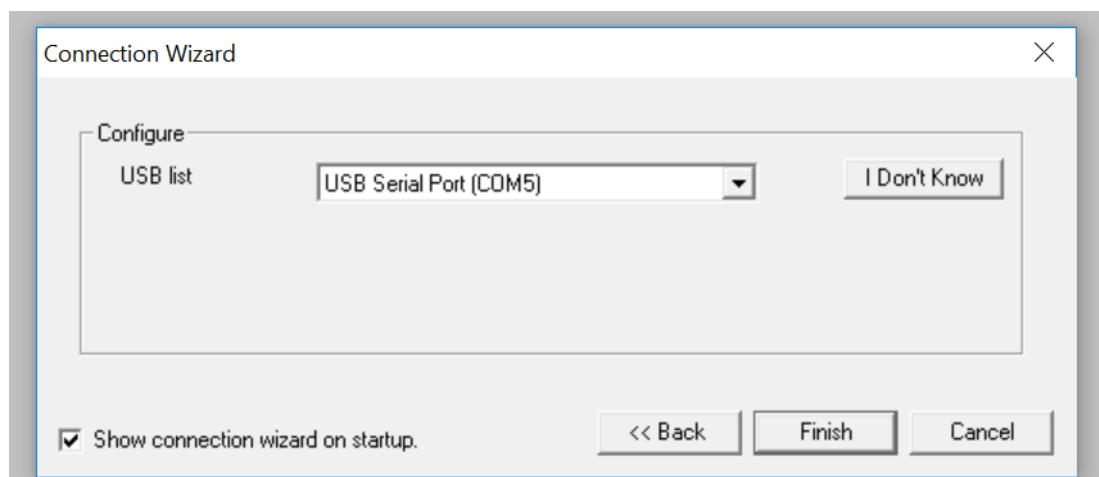 Connection Wizard
Configure
USB list
USB Serial Port (COM5)
I Don't Know
Show connection wizard on startup.
<< Back
Finish
Cancel